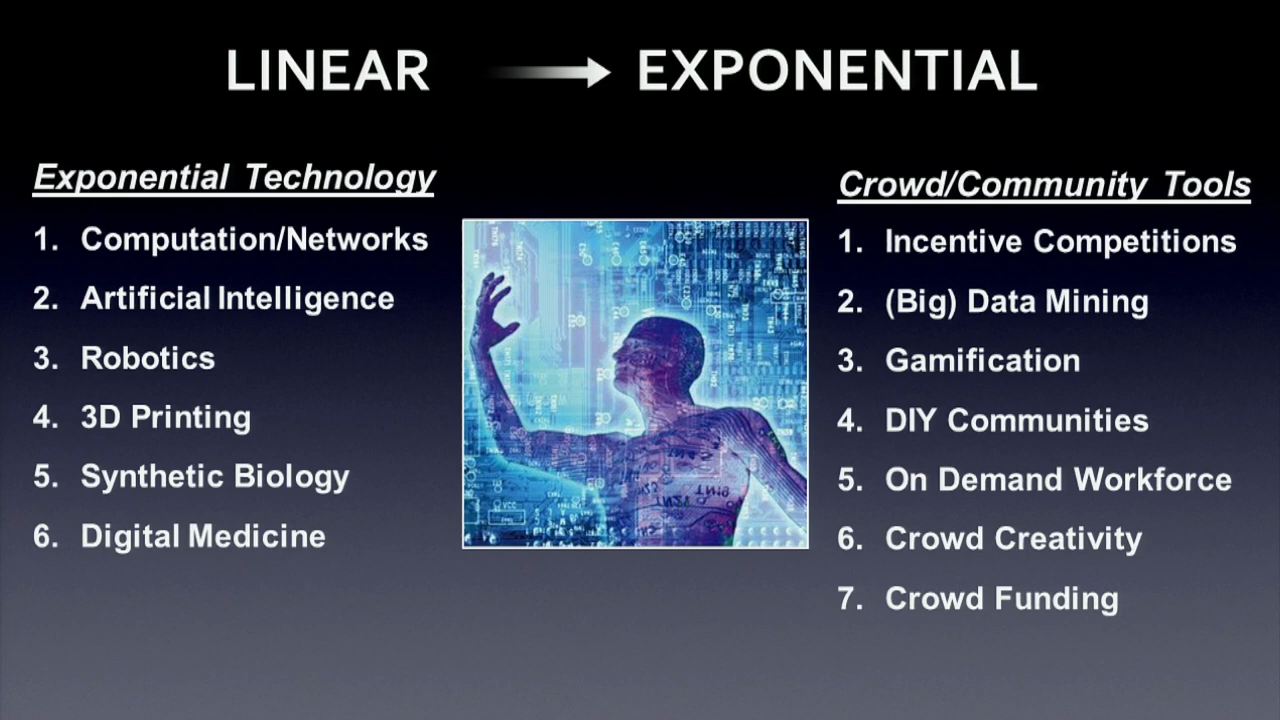 LINEAR → EXPONENTIAL
Exponential Technology
1. Computation/Networks
2. Artificial Intelligence
3. Robotics
4. 3D Printing
5. Synthetic Biology
6. Digital Medicine
Crowd/Community Tools
1. Incentive Competitions
2. (Big) Data Mining
3. Gamification
4. DIY Communities
5. On Demand Workforce
6. Crowd Creativity
7. Crowd Funding
VCC